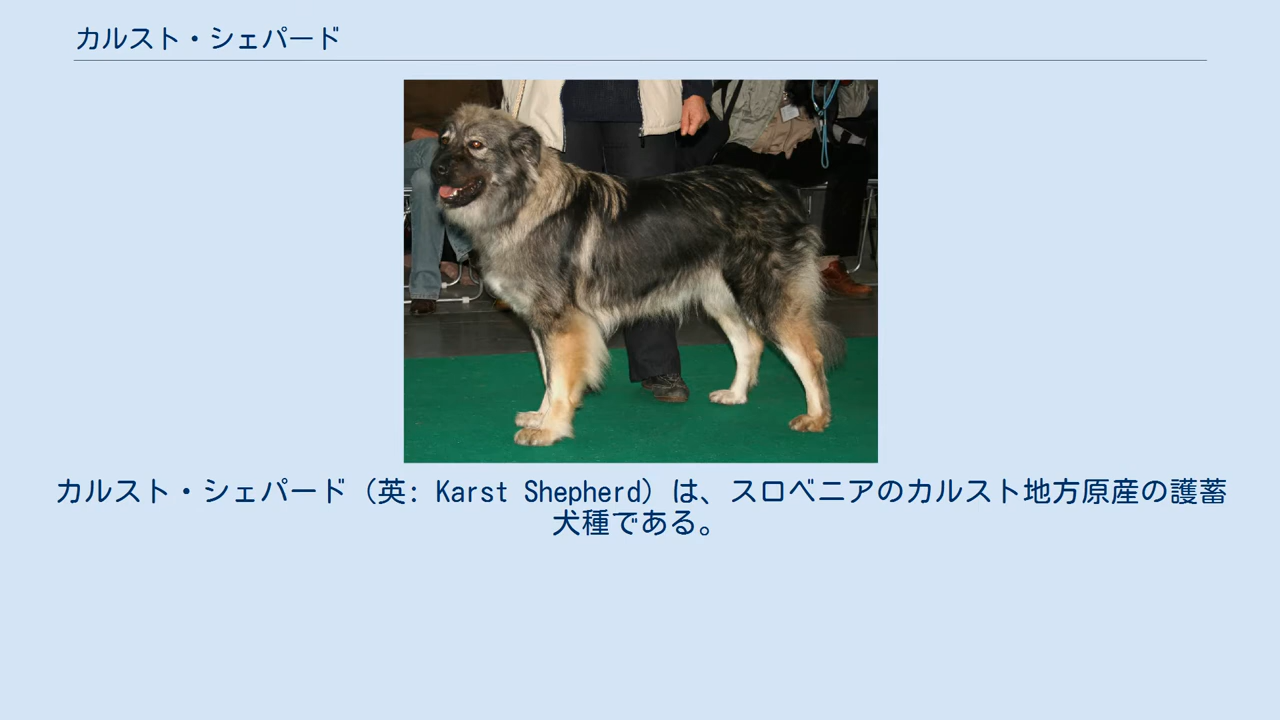 カルスト・シェパード
カルスト・シェパード（英: Karst Shepherd）は、スロベニアのカルスト地方原産の護蓄
犬種である。